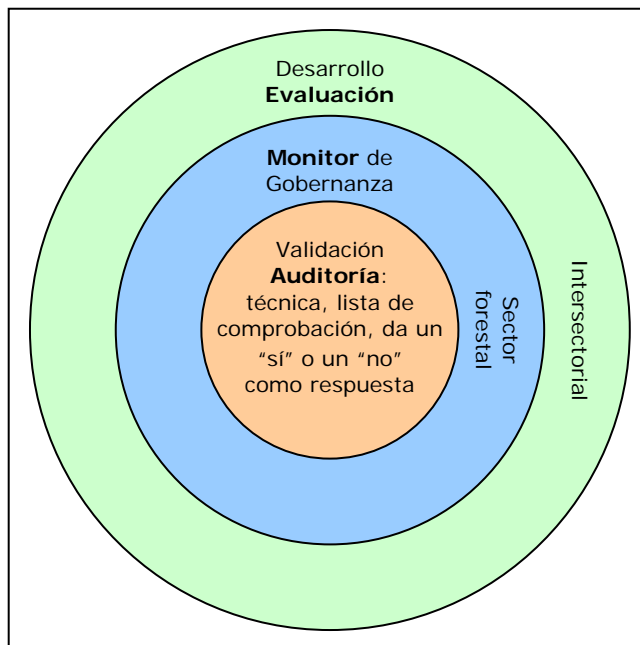 Desarrollo
Evaluación
Monitor de
Gobernanza
Validación
Auditoría:
técnica, lista de
comprobación, da un
“sí” o un “no”
como respuesta
Sector
forestal
Intersectorial